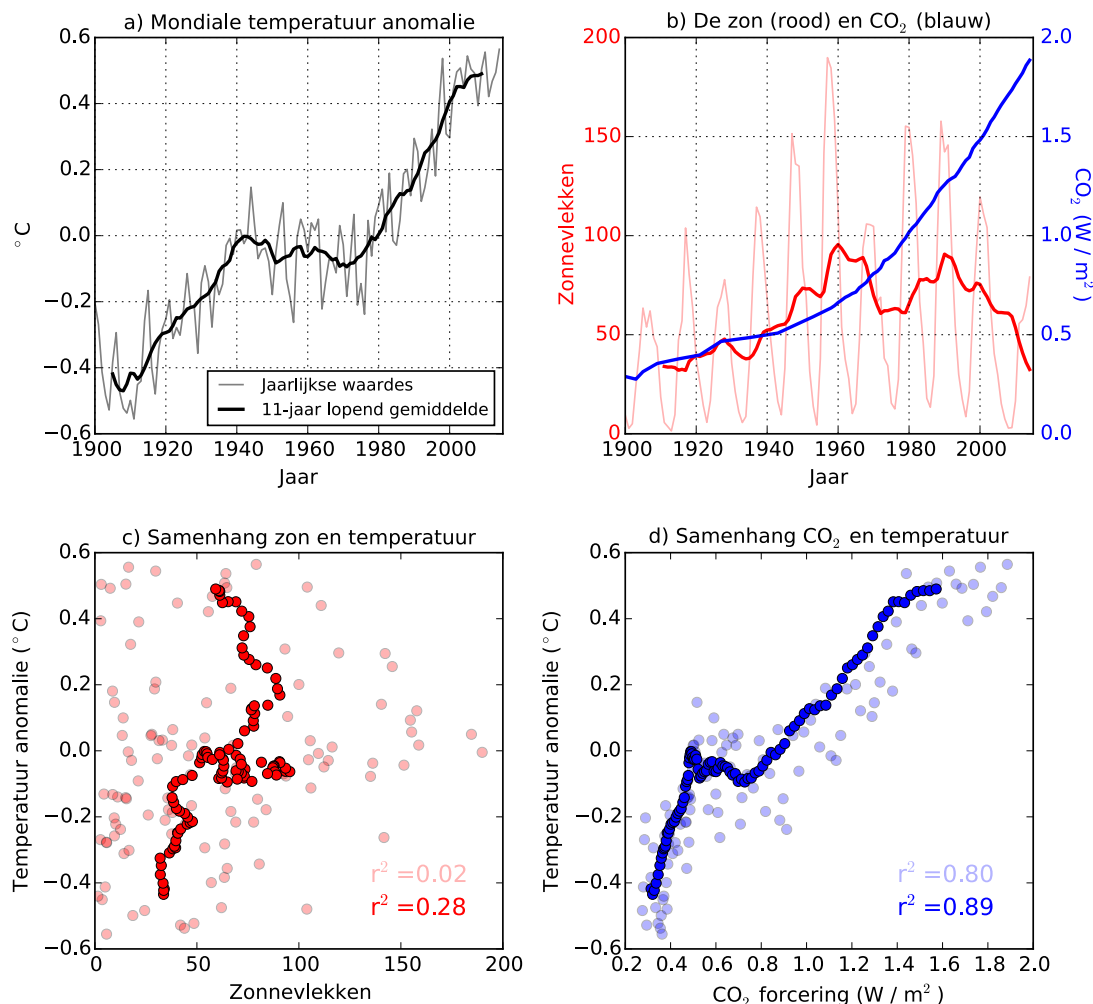 a) Mondiale temperatuur anomalie
0.6
0.4
0.2
0.0
−0.2
−0.4
−0.6
°C
1900 1920 1940 1960 1980 2000
Jaar
Jaarlijkse waardes
11-jaar lopend gemiddelde
b) De zon (rood) en CO₂ (blauw)
200
150
100
50
0
Zonnevlekken
2.0
1.5
1.0
0.5
0.0
CO₂ (W / m²)
1900 1920 1940 1960 1980 2000
Jaar
c) Samenhang zon en temperatuur
0.6
0.4
0.2
0.0
−0.2
−0.4
−0.6
Temperatuur anomalie (°C)
r² =0.02
r² =0.28
0 50 100 150 200
Zonnevlekken
d) Samenhang CO₂ en temperatuur
0.6
0.4
0.2
0.0
−0.2
−0.4
−0.6
Temperatuur anomalie (°C)
r² =0.80
r² =0.89
0.2 0.4 0.6 0.8 1.0 1.2 1.4 1.6 1.8 2.0
CO₂ forcering (W / m²)